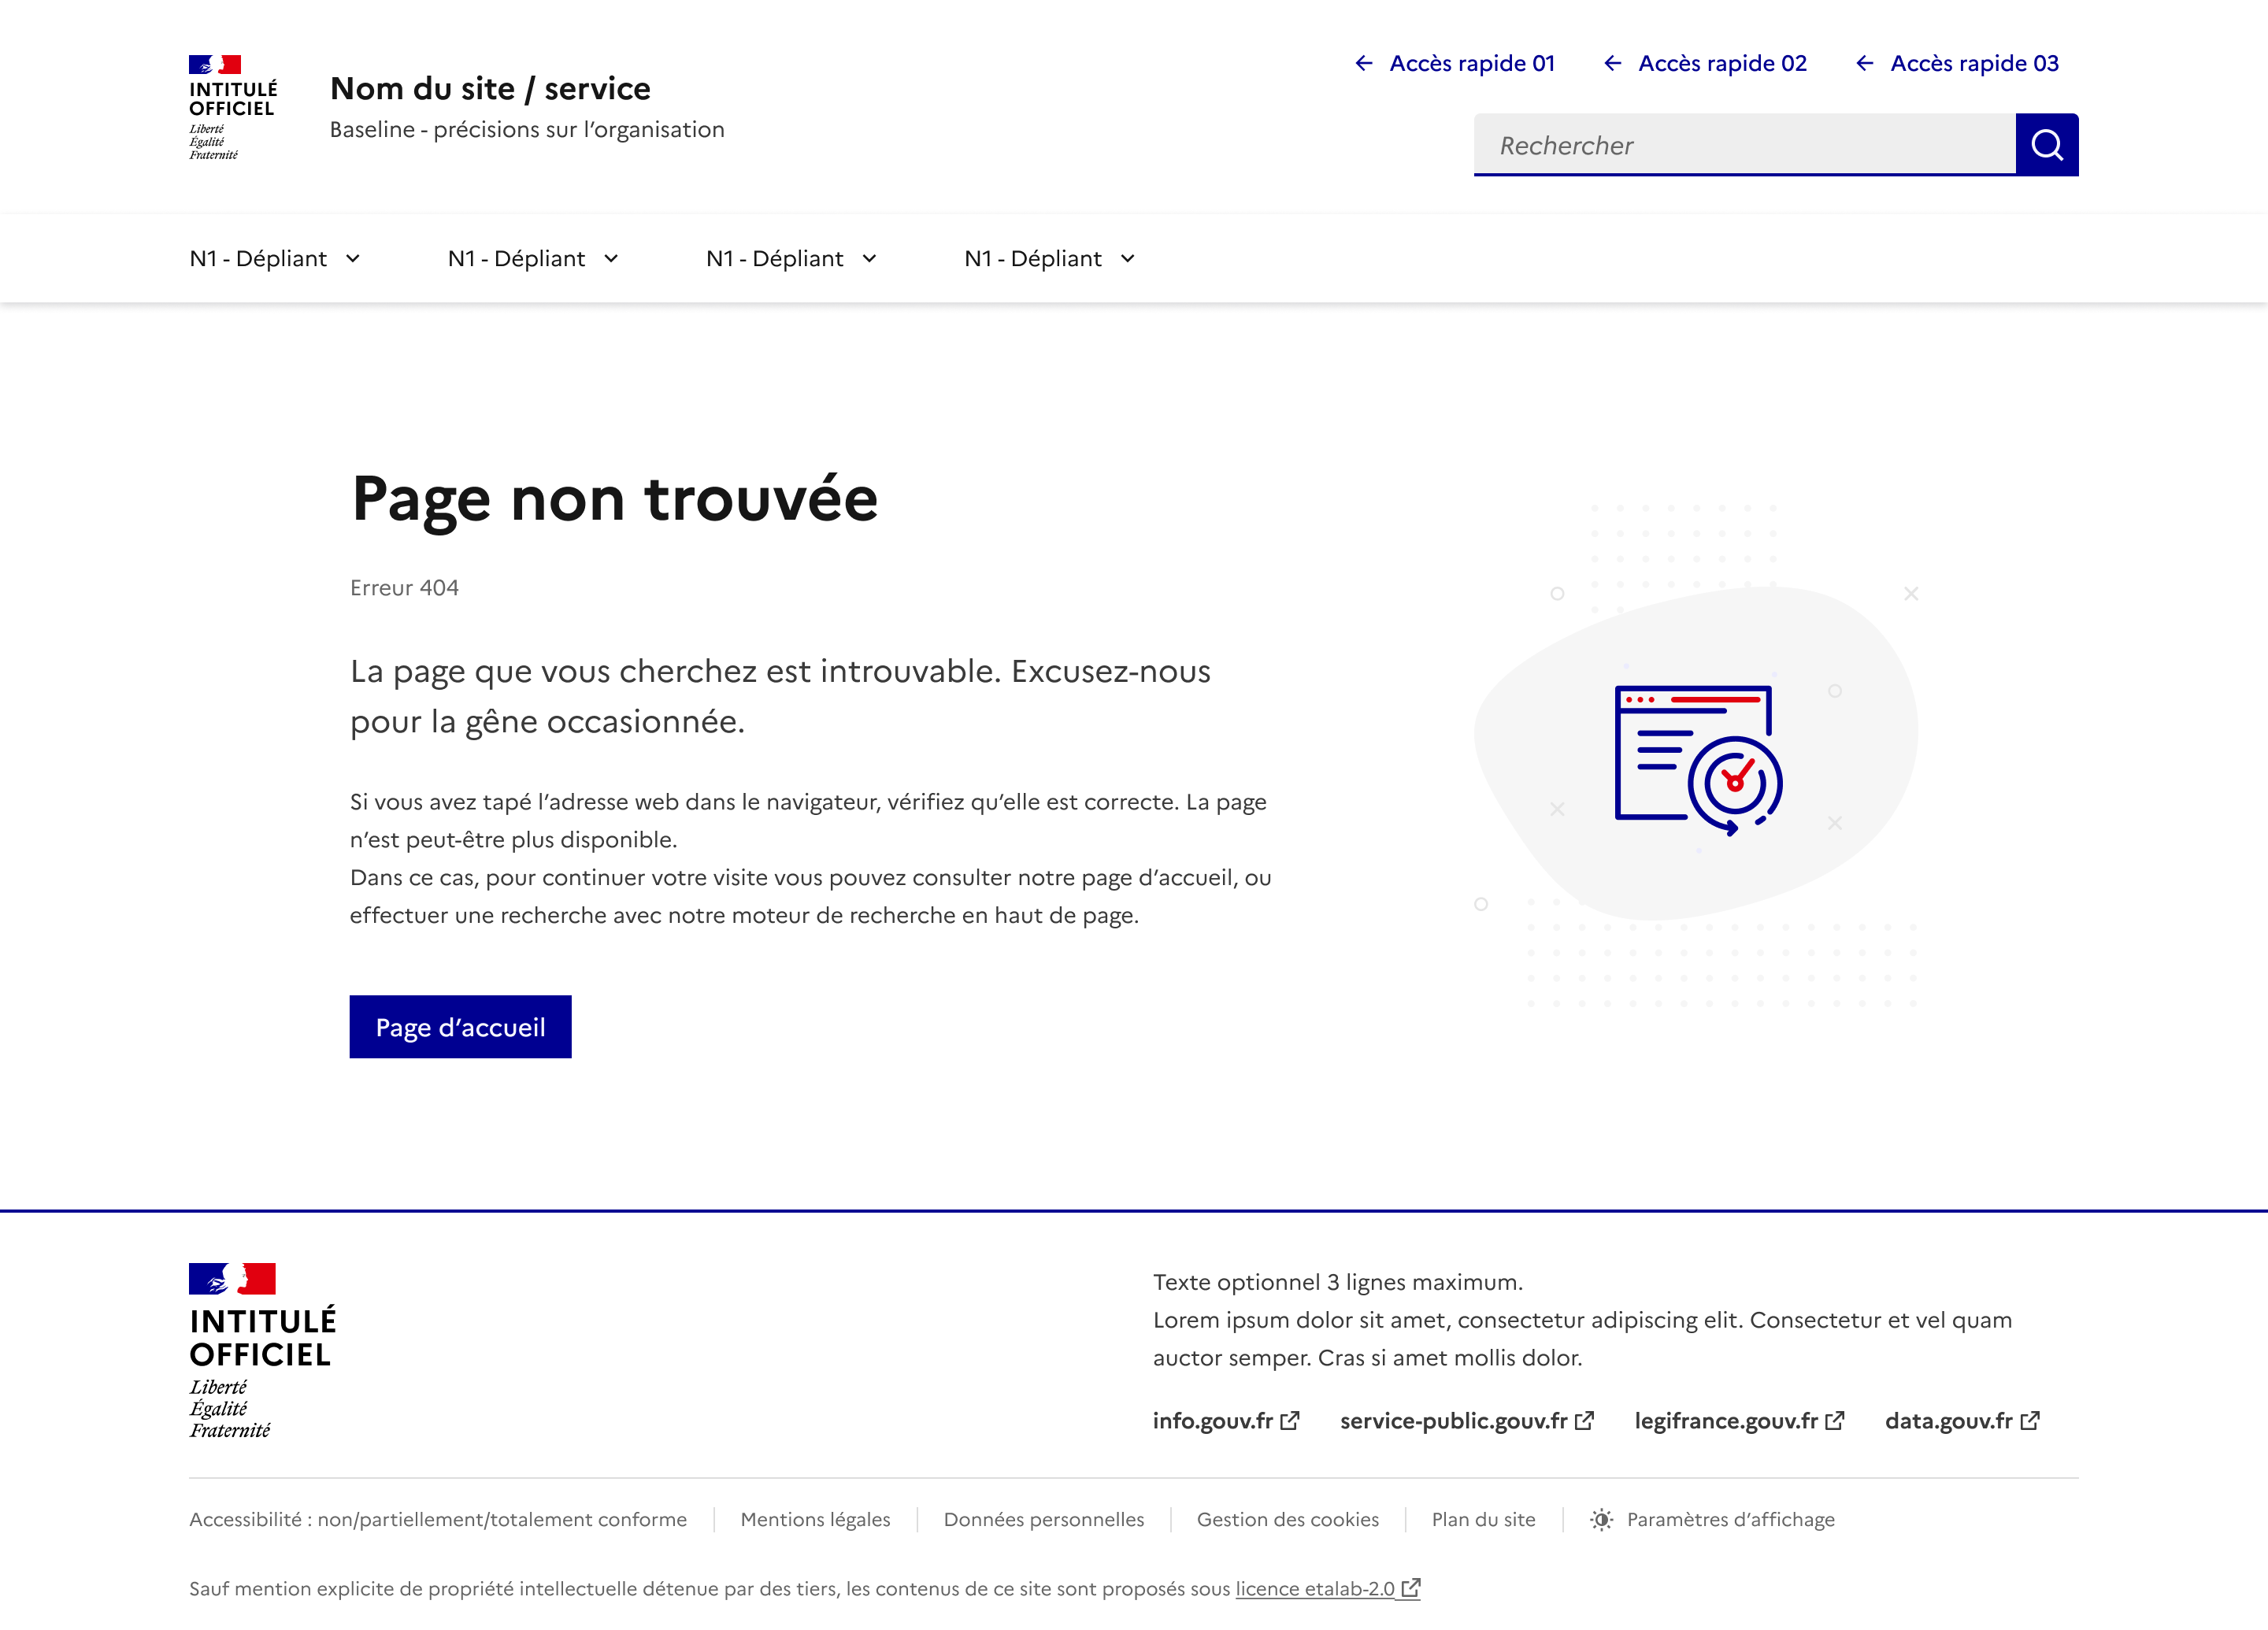 INTITULÉ
OFFICIEL
Liberté
Égalité
Fraternité
Nom du site / service
Baseline - précisions sur l’organisation
Accès rapide 01
Accès rapide 02
Accès rapide 03
Rechercher
N1 - Dépliant
N1 - Dépliant
N1 - Dépliant
N1 - Dépliant
Page non trouvée
Erreur 404
La page que vous cherchez est introuvable. Excusez-nous
pour la gêne occasionnée.
Si vous avez tapé l’adresse web dans le navigateur, vérifiez qu’elle est correcte. La page
n’est peut-être plus disponible.
Dans ce cas, pour continuer votre visite vous pouvez consulter notre page d’accueil, ou
effectuer une recherche avec notre moteur de recherche en haut de page.
Page d’accueil
INTITULÉ
OFFICIEL
Liberté
Égalité
Fraternité
Texte optionnel 3 lignes maximum.
Lorem ipsum dolor sit amet, consectetur adipiscing elit. Consectetur et vel quam
auctor semper. Cras si amet mollis dolor.
info.gouv.fr
service-public.gouv.fr
legifrance.gouv.fr
data.gouv.fr
Accessibilité : non/partiellement/totalement conforme
Mentions légales
Données personnelles
Gestion des cookies
Plan du site
Paramètres d’affichage
Sauf mention explicite de propriété intellectuelle détenue par des tiers, les contenus de ce site sont proposés sous licence etalab-2.0